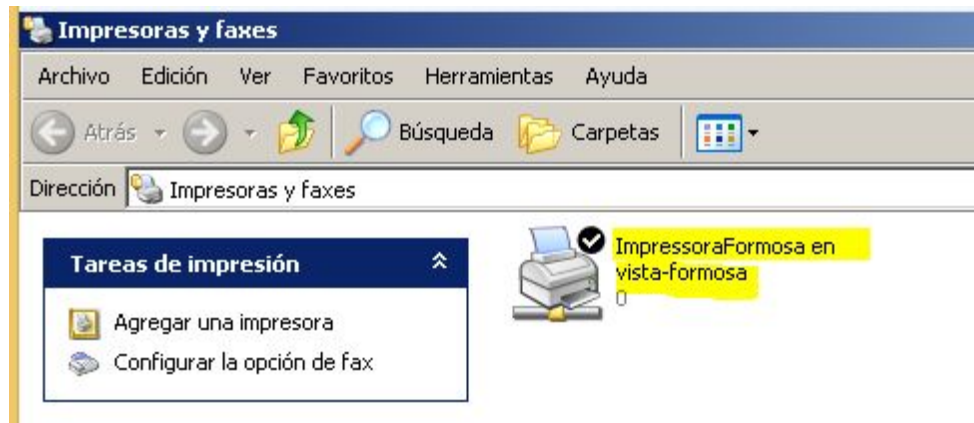 Impresoras y faxes
Archivo Edición Ver Favoritos Herramientas Ayuda
Atrás Búsqueda Carpetas
Dirección Impresoras y faxes
Tareas de impresión
Agregar una impresora
Configurar la opción de fax
ImpressoraFormosa en
vista-formosa
0